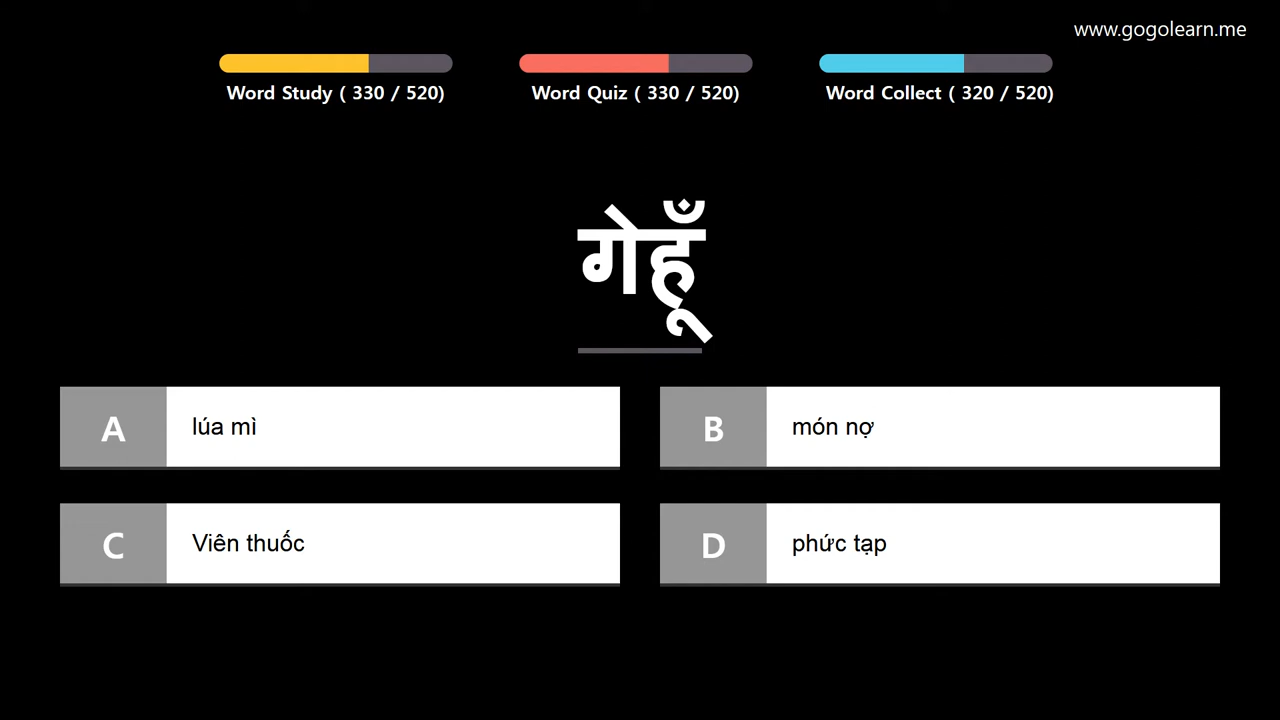 www.gogolearn.me
Word Study ( 330 / 520)
Word Quiz ( 330 / 520)
Word Collect ( 320 / 520)
गेहूँ
A lúa mì
B món nợ
C Viên thuốc
D phức tạp